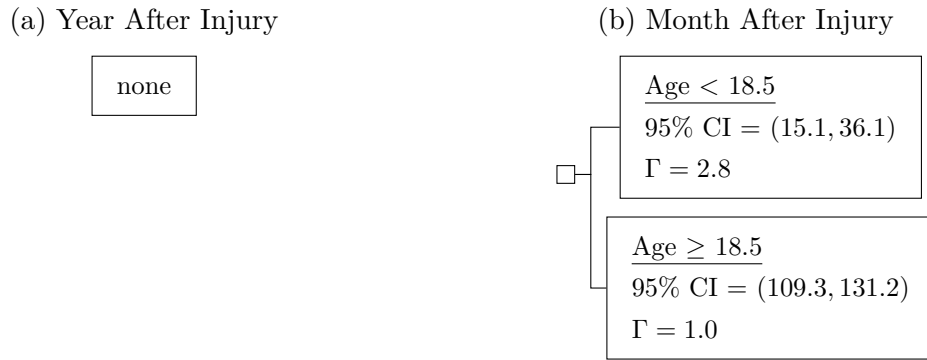 (a) Year After Injury
none
(b) Month After Injury
Age < 18.5
95% CI = (15.1, 36.1)
Γ = 2.8
Age ≥ 18.5
95% CI = (109.3, 131.2)
Γ = 1.0